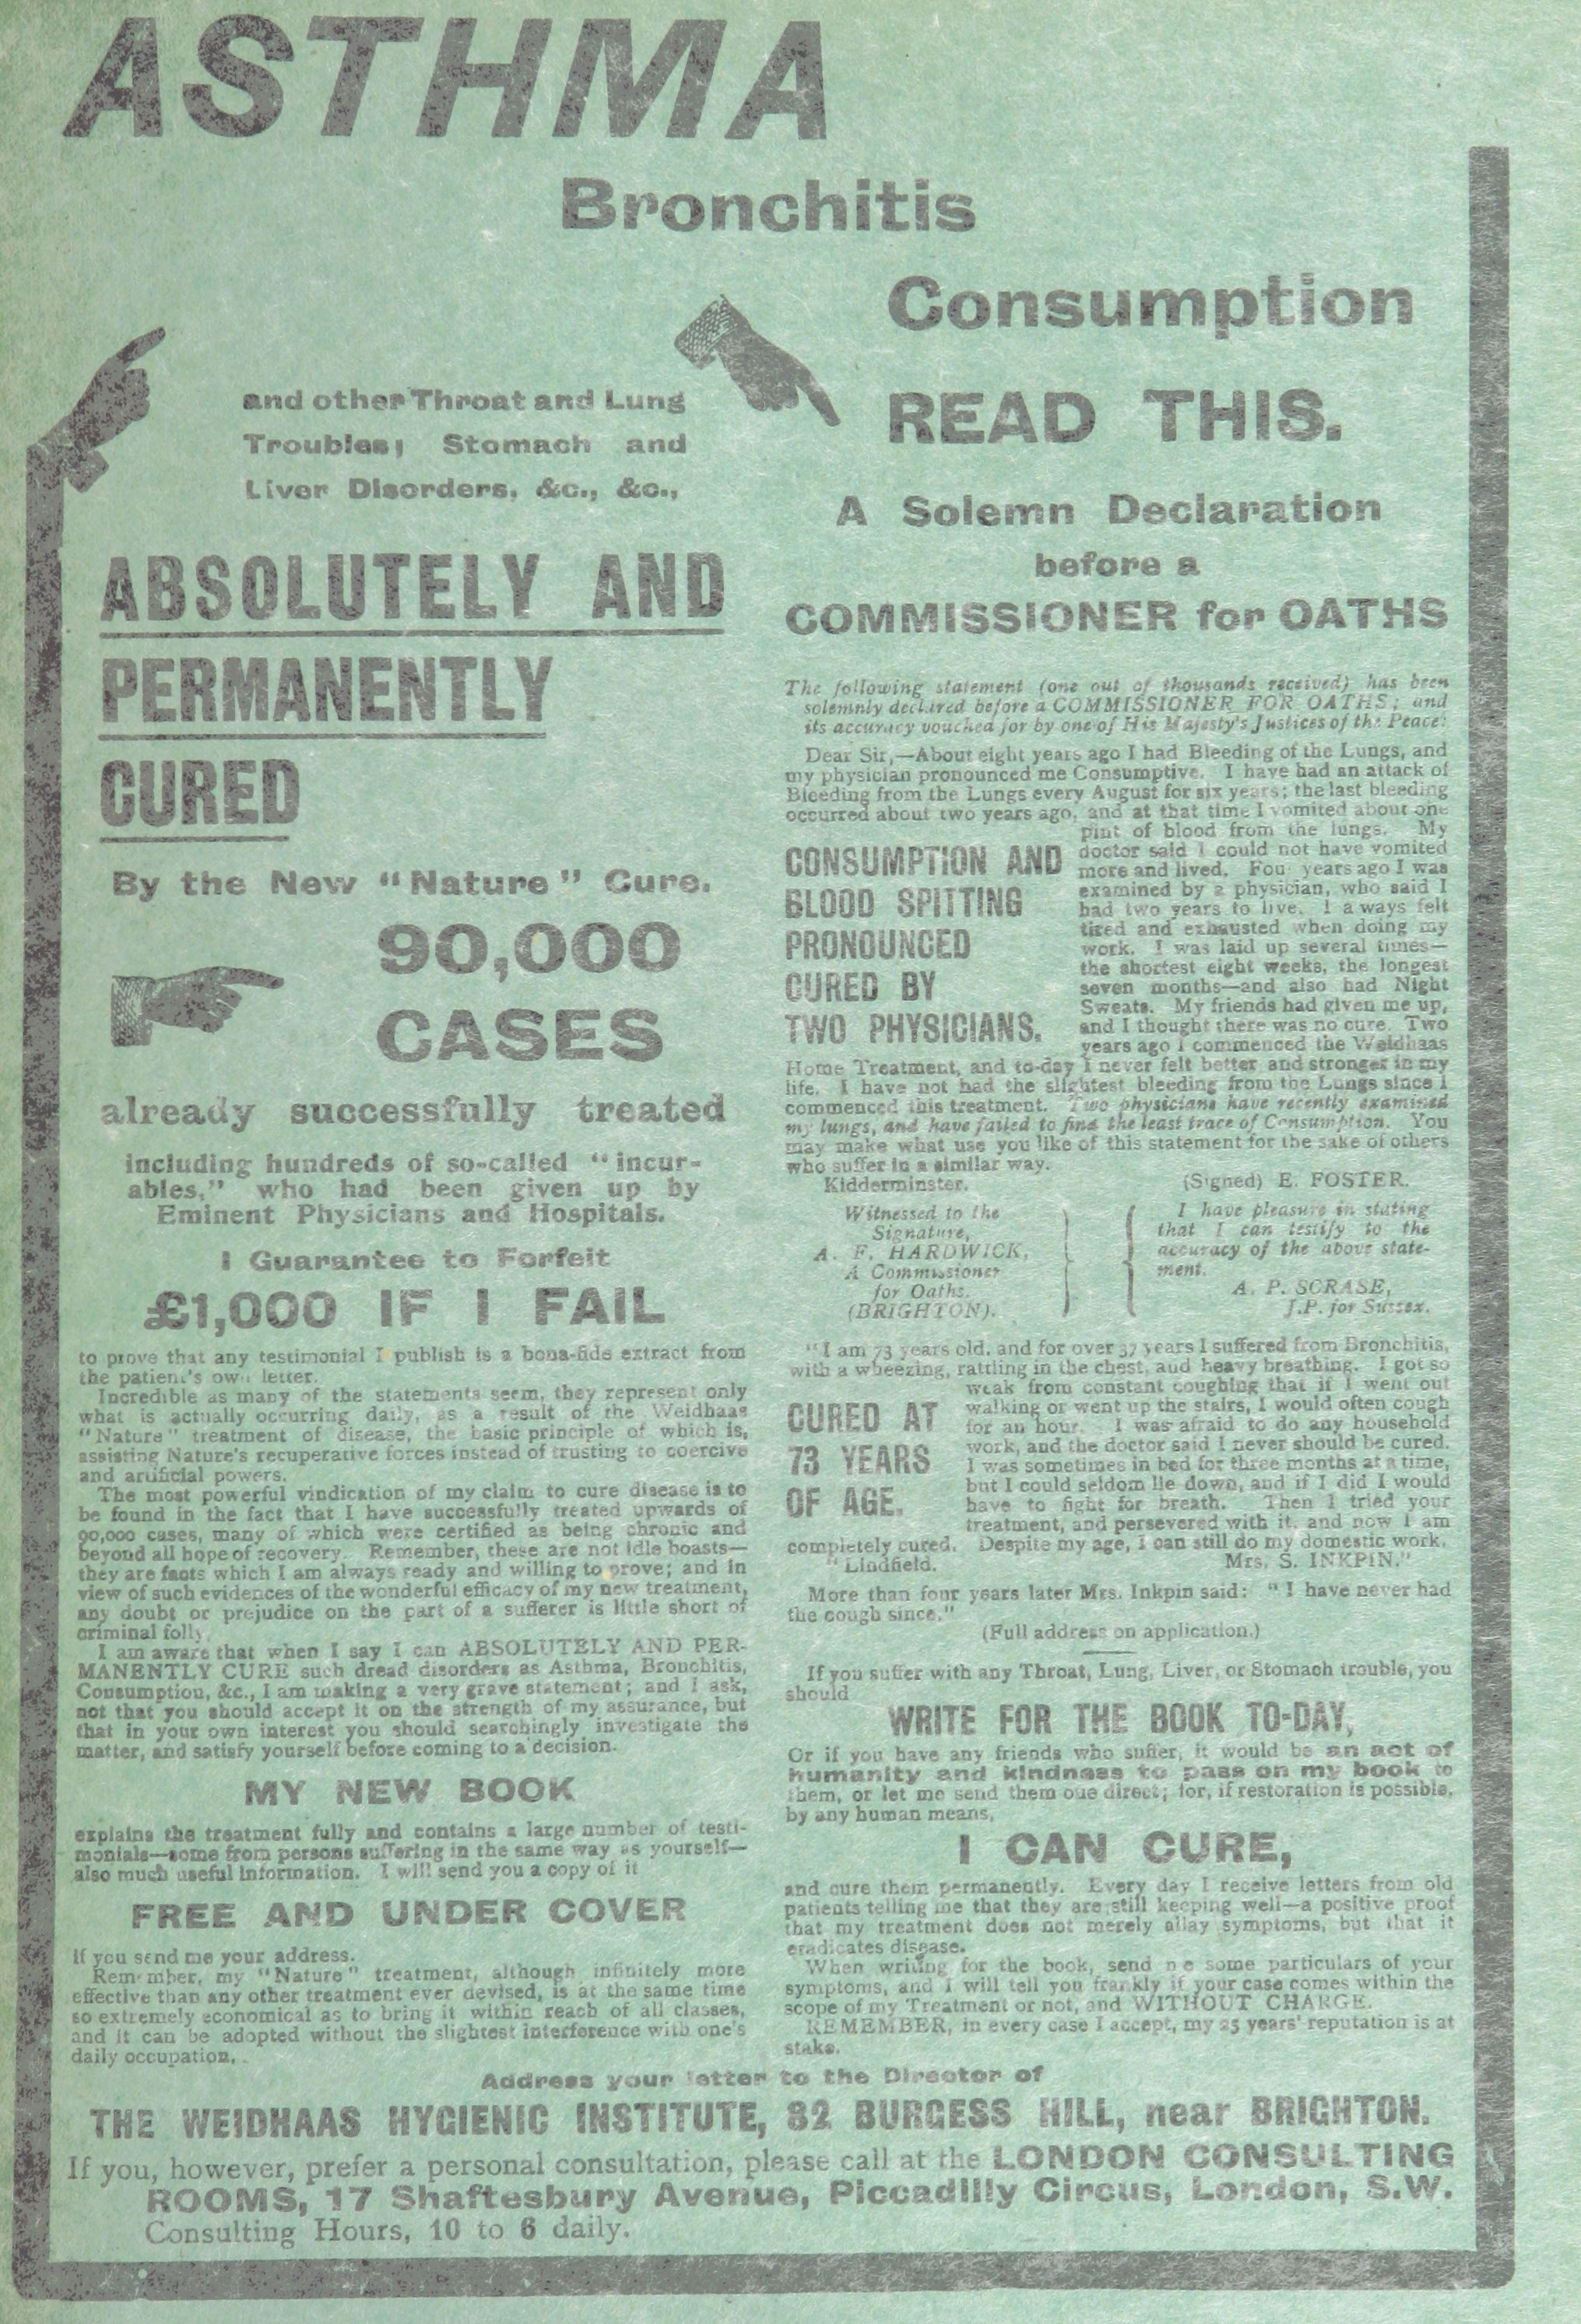 ASTHMA
Bronchitis
Consumption
and other Throat and Lung
Troubles; Stomach and
Liver Disorders, &c., &c.,
ABSOLUTELY AND
PERMANENTLY
CURED
By the New "Nature" Cure.
90,000
CASES
already successfully treated
including hundreds of so-called "incur-
ables," who had been given up by
Eminent Physicians and Hospitals.
I Guarantee to Forfeit
£1,000 IF I FAIL
to prove that any testimonial I publish is a bona-fide extract from
the patient's own letter.
Incredible as many of the statements seem, they represent only
what is actually occurring daily, as a result of the Weidhaas
"Nature" treatment of disease, the basic principle of which is,
assisting Nature's recuperative forces instead of trusting to coercive
and artificial powers.
The most powerful vindication of my claim to cure disease is to
be found in the fact that I have successfully treated upwards of
90,000 cases, many of which were certified as being chronic and
beyond all hope of recovery. Remember, these are not idle boasts—
they are facts which I am always ready and willing to prove; and in
view of such evidences of the wonderful efficacy of my new treatment,
any doubt or prejudice on the part of a sufferer is little short of
criminal folly.
I am aware that when I say I can ABSOLUTELY AND PER-
MANENTLY CURE such dread disorders as Asthma, Bronchitis,
Consumption, &c., I am making a very grave statement; and I ask,
not that you should accept it on the strength of my assurance, but
that in your own interest you should searchingly investigate the
matter, and satisfy yourself before coming to a decision.
MY NEW BOOK
explains the treatment fully and contains a large number of testi-
monials—some from persons suffering in the same way as yourself—
also much useful information. I will send you a copy of it
FREE AND UNDER COVER
If you send me your address.
Remember, my "Nature" treatment, although infinitely more
effective than any other treatment ever devised, is at the same time
so extremely economical as to bring it within reach of all classes,
and it can be adopted without the slightest interference with one's
daily occupation.
READ THIS.
A Solemn Declaration
before a
COMMISSIONER for OATHS
The following statement (one out of thousands received) has been
solemnly declared before a COMMISSIONER FOR OATHS; and
its accuracy vouched for by one of His Majesty's Justices of the Peace:
Dear Sir,—About eight years ago I had Bleeding of the Lungs, and
my physician pronounced me Consumptive. I have had an attack of
Bleeding from the Lungs every August for six years; the last bleeding
occurred about two years ago, and at that time I vomited about one
CONSUMPTION AND
BLOOD SPITTING
PRONOUNCED
CURED BY
TWO PHYSICIANS.
pint of blood from the lungs. My
doctor said I could not have vomited
more and lived. Four years ago I was
examined by a physician, who said I
had two years to live. I always felt
tired and exhausted when doing my
work. I was laid up several times—
the shortest eight weeks, the longest
seven months—and also had Night
Sweats. My friends had given me up,
and I thought there was no cure. Two
years ago I commenced the Weidhaas
Home Treatment, and to-day I never felt better and stronger in my
life. I have not had the slightest bleeding from the Lungs since I
commenced this treatment. Two physicians have recently examined
my lungs, and have failed to find the least trace of Consumption. You
may make what use you like of this statement for the sake of others
who suffer in a similar way.
Kidderminster. (Signed) E. FOSTER.
Witnessed to the
Signature,
A. F. HARDWICK,
A Commissioner
for Oaths.
(BRIGHTON).
I have pleasure in stating
that I can testify to the
accuracy of the above state-
ment.
A. P. SCRASE,
J.P. for Sussex.
"I am 73 years old, and for over 37 years I suffered from Bronchitis,
with a wheezing, rattling in the chest, and heavy breathing. I got so
CURED AT
73 YEARS
OF AGE.
weak from constant coughing that if I went out
walking or went up the stairs, I would often cough
for an hour. I was afraid to do any household
work, and the doctor said I never should be cured.
I was sometimes in bed for three months at a time,
but I could seldom lie down, and if I did I would
have to fight for breath. Then I tried your
treatment, and persevered with it, and now I am
completely cured. Despite my age, I can still do my domestic work.
"Lindfield. Mrs. S. INKPIN."
More than four years later Mrs. Inkpin said: "I have never had
the cough since."
(Full address on application.)
If you suffer with any Throat, Lung, Liver, or Stomach trouble, you
should
WRITE FOR THE BOOK TO-DAY,
Or if you have any friends who suffer, it would be an act of
humanity and kindness to pass on my book to
them, or let me send them one direct; for, if restoration is possible,
by any human means,
I CAN CURE,
and cure them permanently. Every day I receive letters from old
patients telling me that they are still keeping well—a positive proof
that my treatment does not merely allay symptoms, but that it
eradicates disease.
When writing for the book, send me some particulars of your
symptoms, and I will tell you frankly if your case comes within the
scope of my Treatment or not, and WITHOUT CHARGE.
REMEMBER, in every case I accept, my 25 years' reputation is at
stake.
Address your letter to the Director of
THE WEIDHAAS HYGIENIC INSTITUTE, 82 BURGESS HILL, near BRIGHTON.
If you, however, prefer a personal consultation, please call at the LONDON CONSULTING
ROOMS, 17 Shaftesbury Avenue, Piccadilly Circus, London, S.W.
Consulting Hours, 10 to 6 daily.